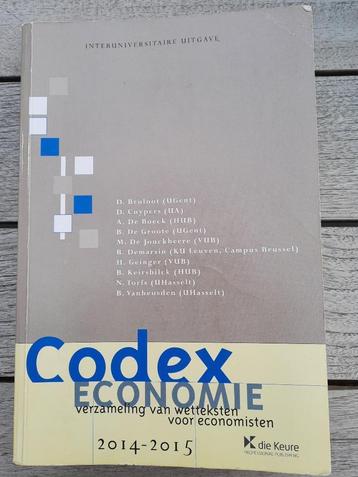 INTERUNIVERSITAIRE UITGAVE
D. Bruloot (UGent)
D. Cuypers (UA)
A. De Boeck (HUB)
B. De Groote (UGent)
M. De Jonckheere (VUB)
B. Demarsin (KU Leuven, Campus Brussel)
H. Geinger (VUB)
B. Keirsbilck (HUB)
N. Torfs (UHasselt)
B. Vanheusden (UHasselt)
Codex
ECONOMIE
verzameling van wetteksten
voor economisten
2014-2015
die Keure
PROFESSIONAL PUBLISHING